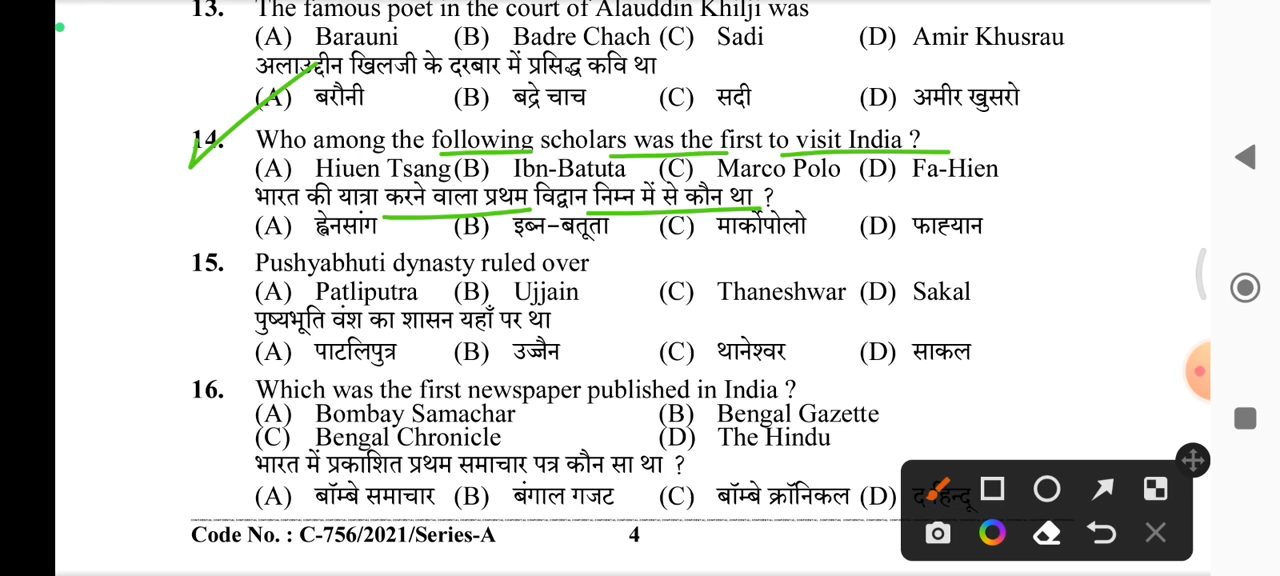 13. The famous poet in the court of Alauddin Khilji was
(A) Barauni (B) Badre Chach (C) Sadi (D) Amir Khusrau
अलाउद्दीन खिलजी के दरबार में प्रसिद्ध कवि था
(A) बरौनी (B) बद्रे चाच (C) सदी (D) अमीर खुसरो
14. Who among the following scholars was the first to visit India ?
(A) Hiuen Tsang (B) Ibn-Batuta (C) Marco Polo (D) Fa-Hien
भारत की यात्रा करने वाला प्रथम विद्वान निम्न में से कौन था ?
(A) ह्वेनसांग (B) इब्न-बतूता (C) मार्कोपोलो (D) फाह्यान
15. Pushyabhuti dynasty ruled over
(A) Patliputra (B) Ujjain (C) Thaneshwar (D) Sakal
पुष्यभूति वंश का शासन यहाँ पर था
(A) पाटलिपुत्र (B) उज्जैन (C) थानेश्वर (D) साकल
16. Which was the first newspaper published in India ?
(A) Bombay Samachar (B) Bengal Gazette
(C) Bengal Chronicle (D) The Hindu
भारत में प्रकाशित प्रथम समाचार पत्र कौन सा था ?
(A) बॉम्बे समाचार (B) बंगाल गजट (C) बॉम्बे क्रॉनिकल (D) द हिन्दू
Code No. : C-756/2021/Series-A 4